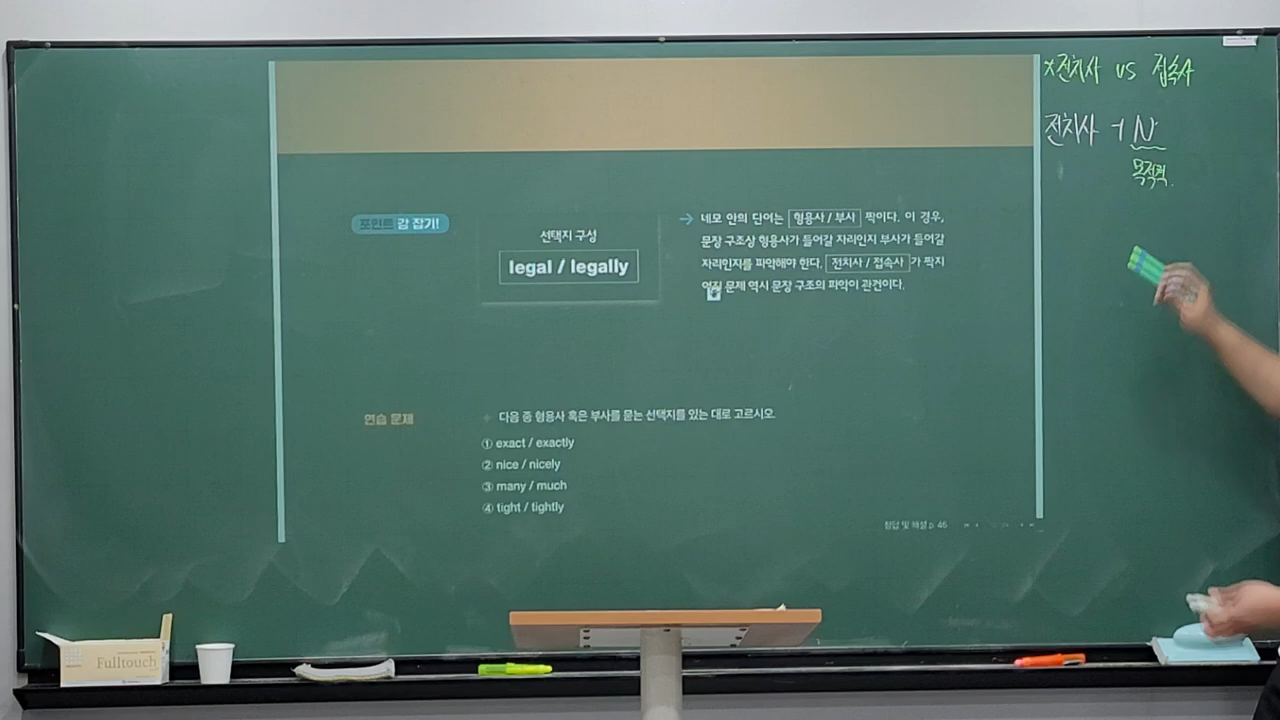 *전치사 vs 접속사
전치사 + N
목적격.
포인트 감 잡기!
선택지 구성
legal / legally
→ 네모 안의 단어는 형용사 / 부사 짝이다. 이 경우,
문장 구조상 형용사가 들어갈 자리인지 부사가 들어갈
자리인지를 파악해야 한다. 전치사 / 접속사 가 짝지
문제 역시 문장 구조의 파악이 관건이다.
연습 문제
다음 중 형용사 혹은 부사를 묻는 선택지를 있는 대로 고르시오.
① exact / exactly
② nice / nicely
③ many / much
④ tight / tightly
정답 및 해설 p. 46
Fulltouch